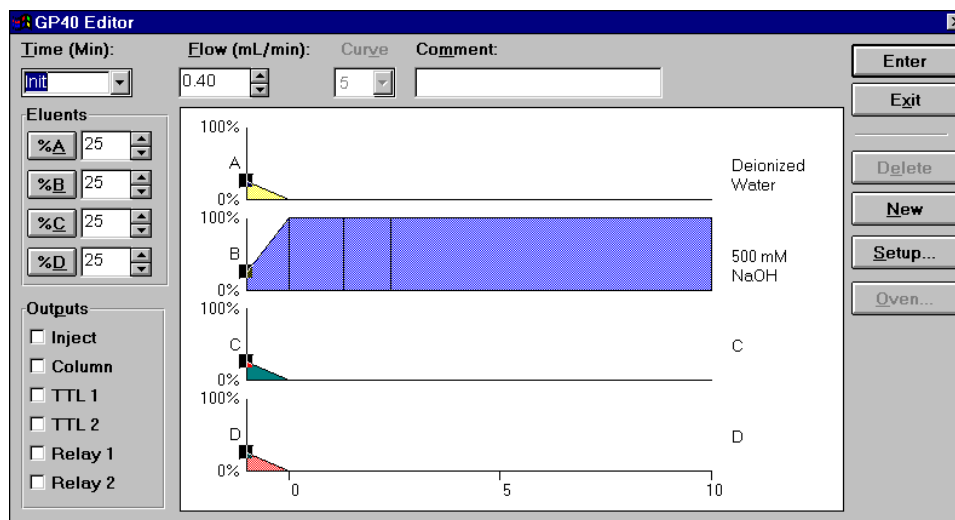 GP40 Editor
Time (Min): Flow (mL/min): Curve Comment:
Init 0.40 5
Enter
Exit
Delete
New
Setup...
Oven...
Eluents
%A 25
%B 25
%C 25
%D 25
Outputs
Inject
Column
TTL 1
TTL 2
Relay 1
Relay 2
100%
A
0%
Deionized
Water
100%
B
0%
500 mM
NaOH
100%
C
0%
C
100%
D
0%
D
0 5 10